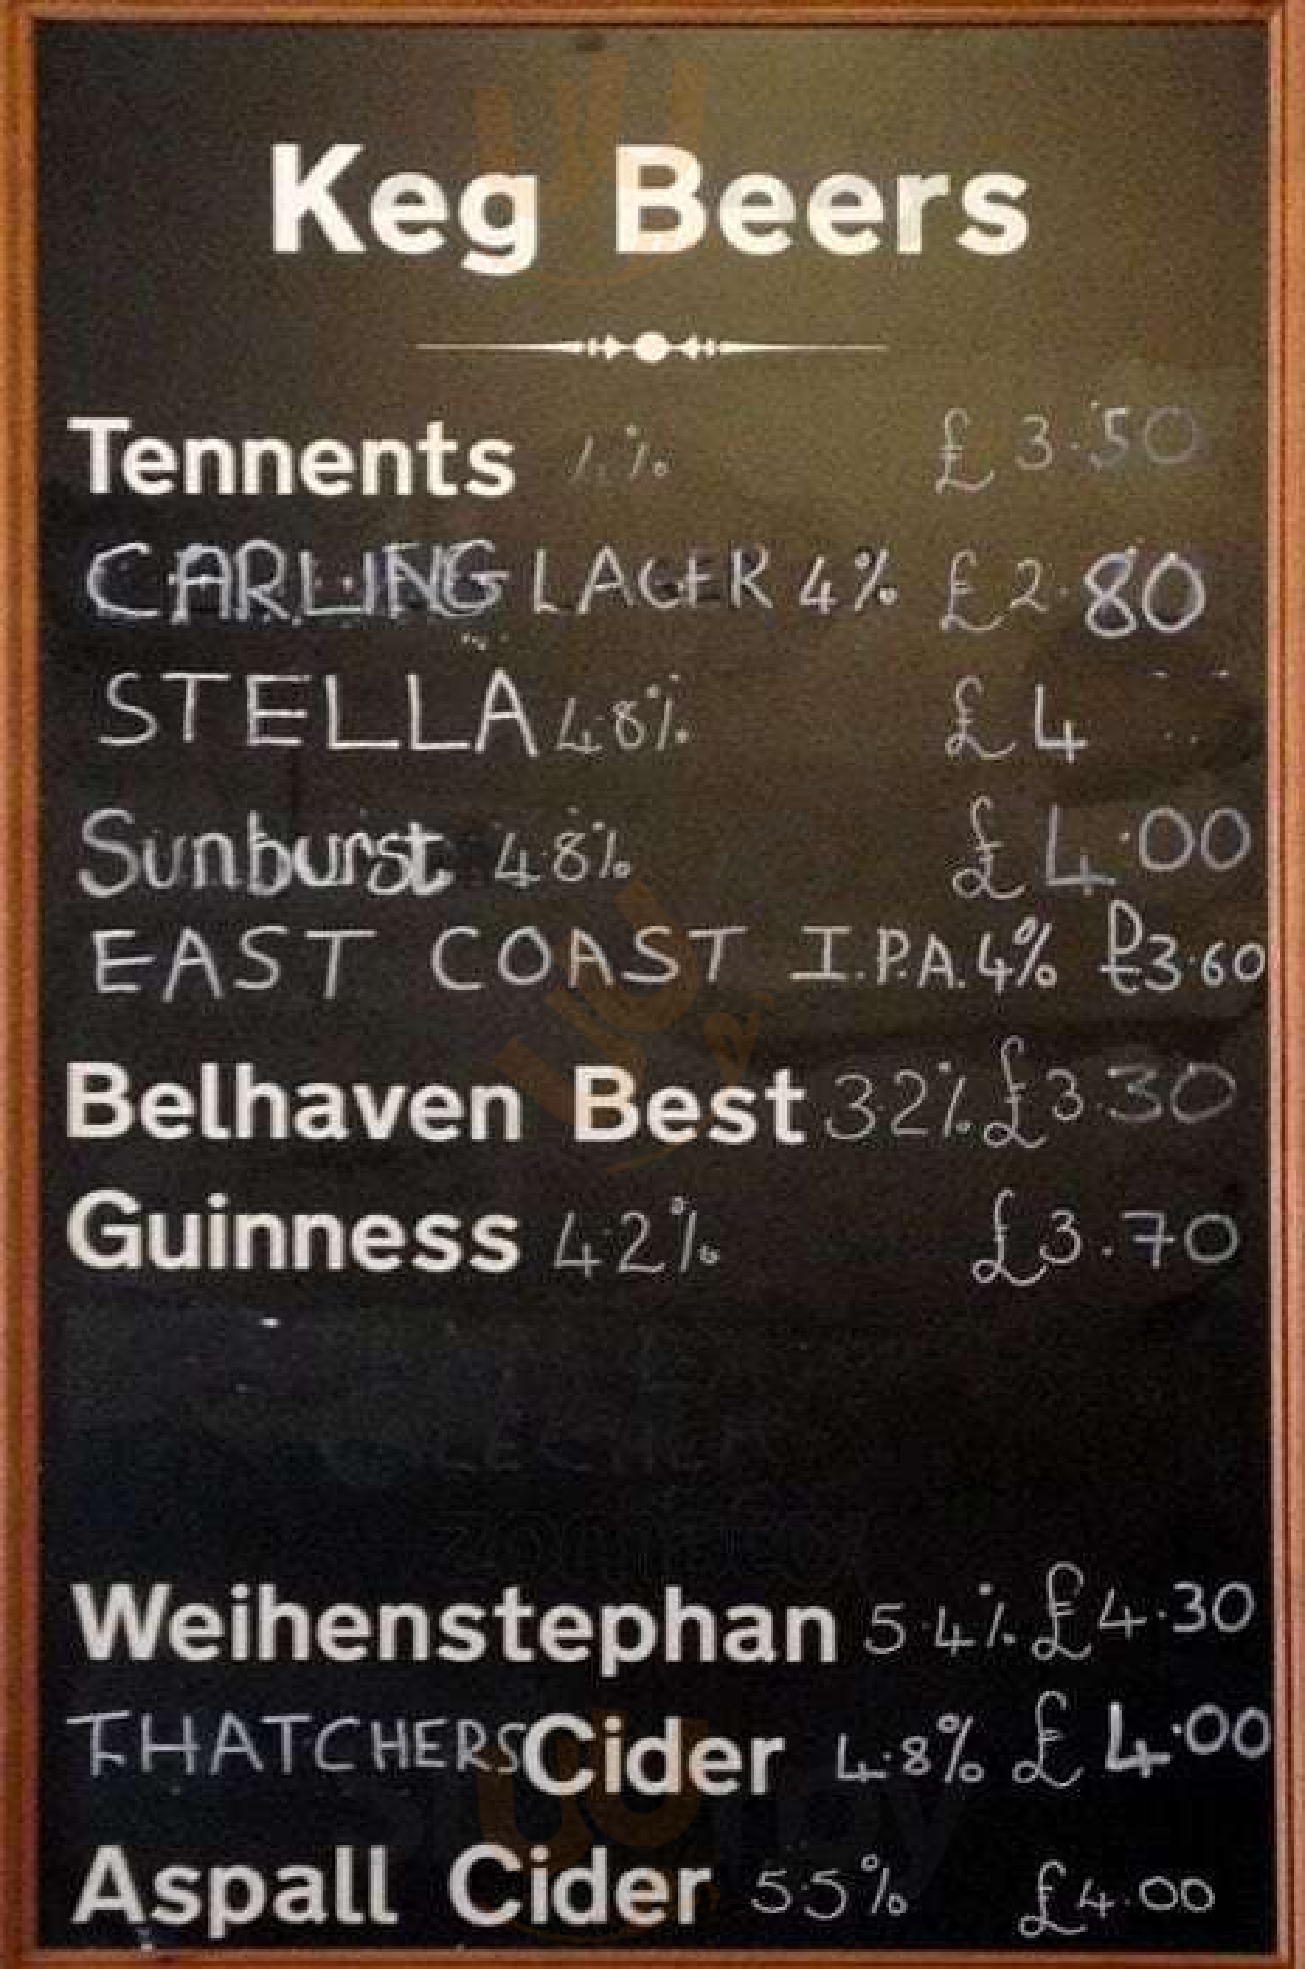 Keg Beers
Tennents % £3.50
CARLING LAGER 4% £2.80
STELLA 4.8% £4
Sunburst 4.8% £4.00
EAST COAST I.P.A. 4% £3.60
Belhaven Best 3.2% £3.30
Guinness 4.2% £3.70
Weihenstephan 5.4% £4.30
THATCHERS Cider 4.8% £4.00
Aspall Cider 5.5% £4.00